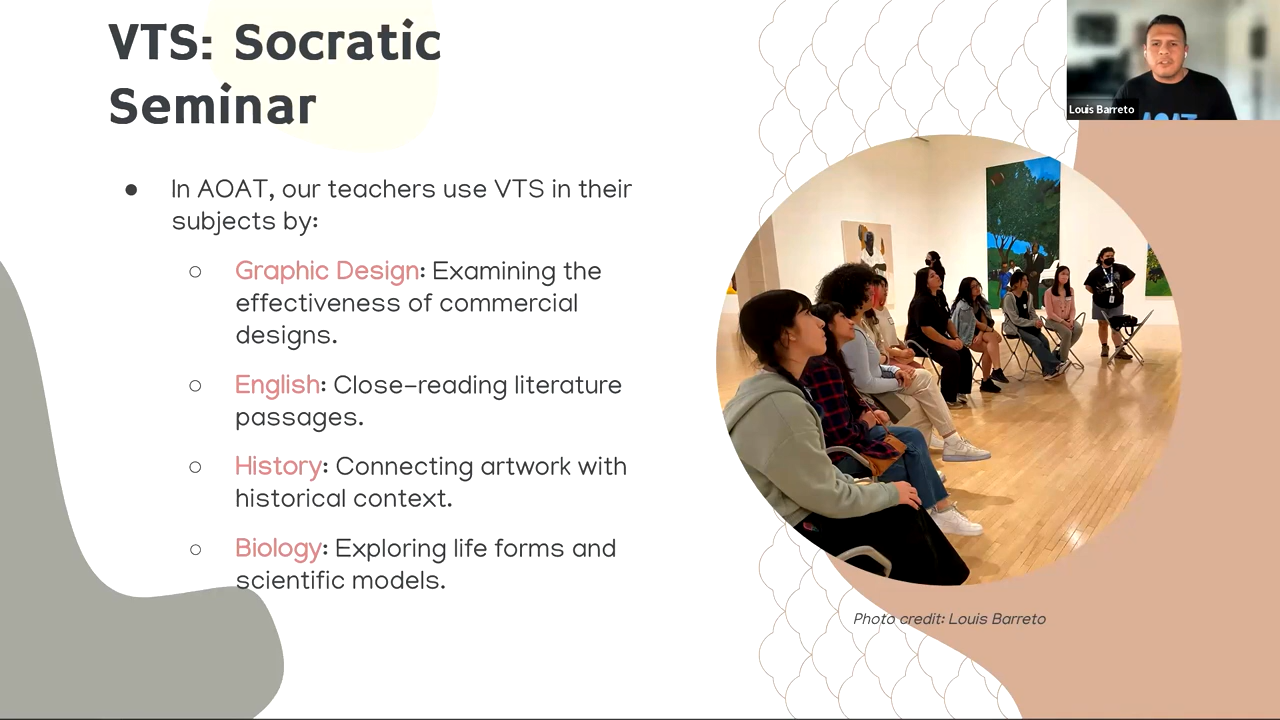 VTS: Socratic
Seminar
● In AOAT, our teachers use VTS in their
subjects by:
○ Graphic Design: Examining the
effectiveness of commercial
designs.
○ English: Close-reading literature
passages.
○ History: Connecting artwork with
historical context.
○ Biology: Exploring life forms and
scientific models.
Louis Barreto
AOAT
Photo credit: Louis Barreto